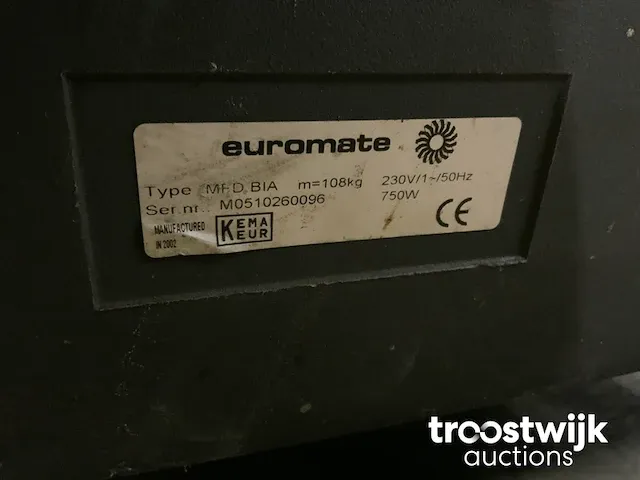 euromate
Type MFD BIA m=108kg 230V/1~/50Hz
Ser.nr.. M0510260096 750W
MANUFACTURED
IN 2002
KEMA
KEUR
CE
troostwijk
auctions